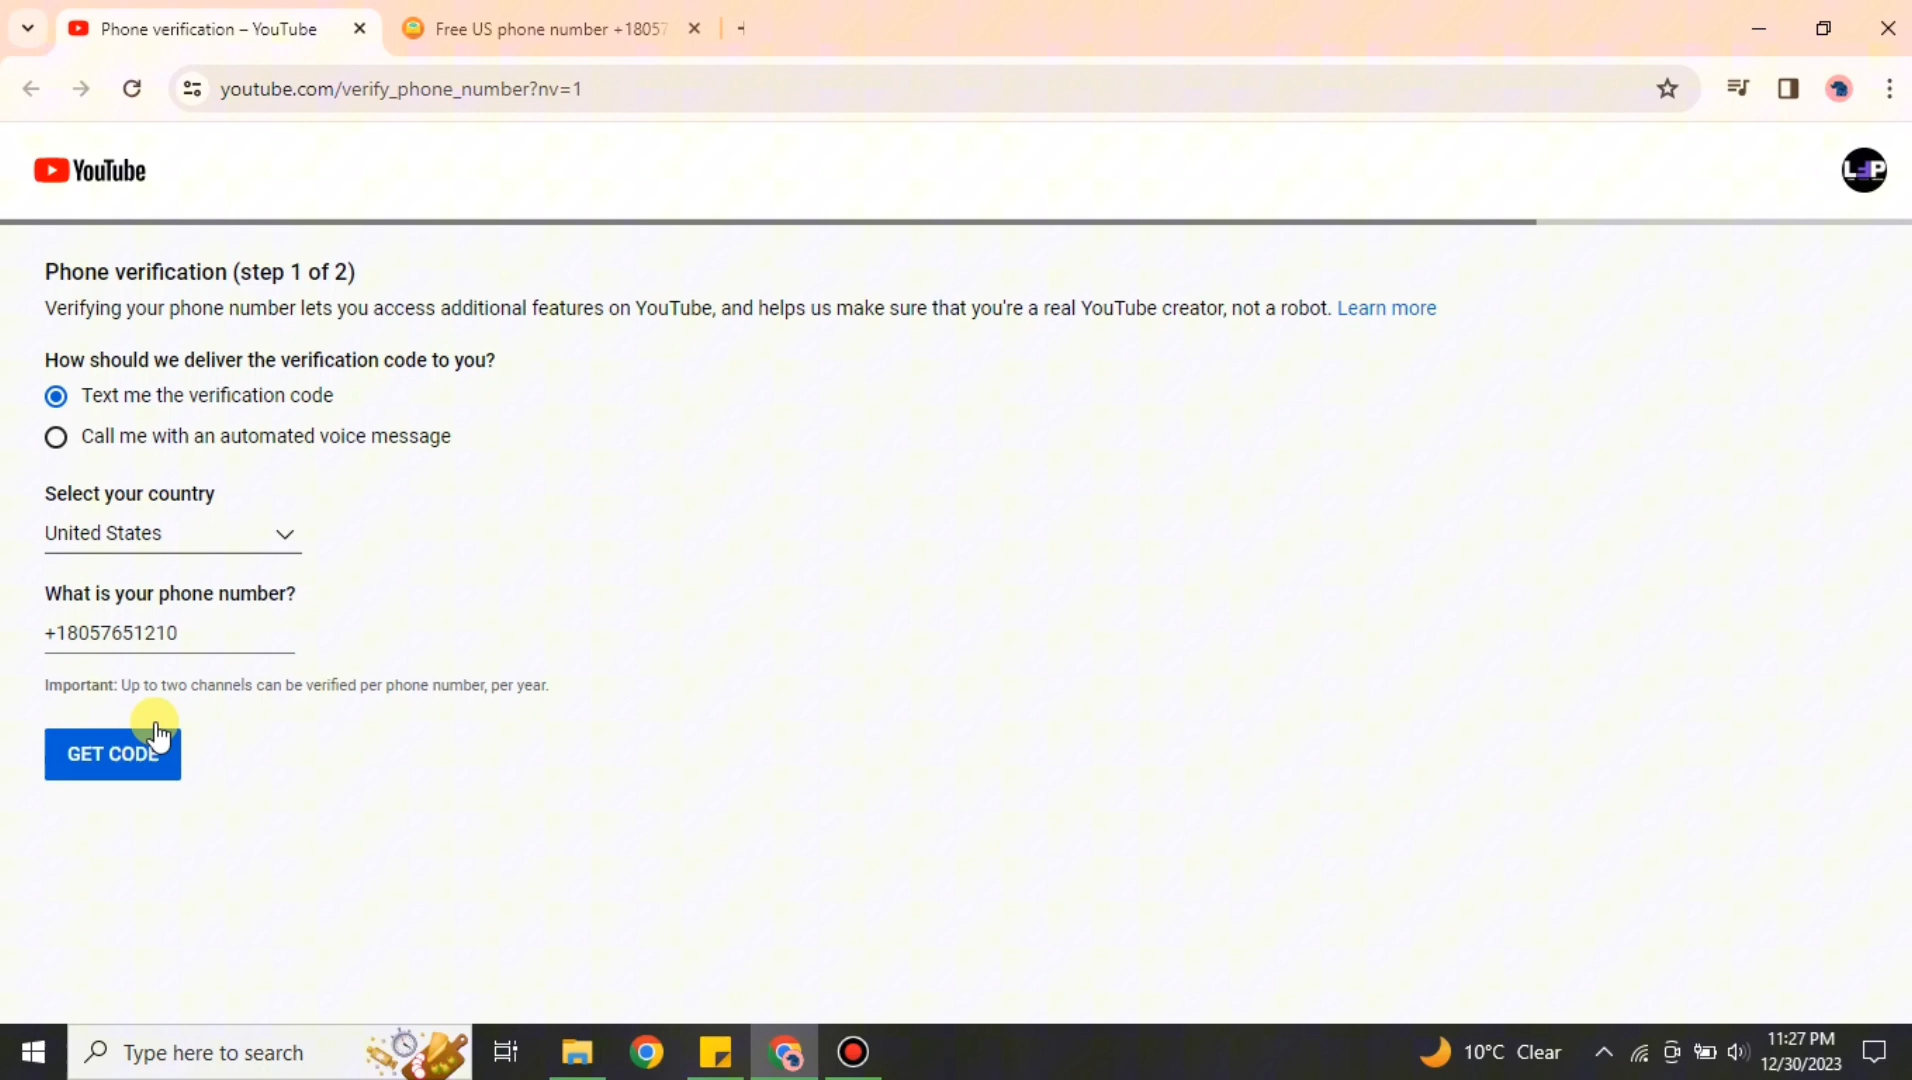 Phone verification – YouTube
Free US phone number +18057
youtube.com/verify_phone_number?nv=1
YouTube
LFP
Phone verification (step 1 of 2)
Verifying your phone number lets you access additional features on YouTube, and helps us make sure that you're a real YouTube creator, not a robot. Learn more
How should we deliver the verification code to you?
Text me the verification code
Call me with an automated voice message
Select your country
United States
What is your phone number?
+18057651210
Important: Up to two channels can be verified per phone number, per year.
GET CODE
Type here to search
10°C Clear
11:27 PM
12/30/2023